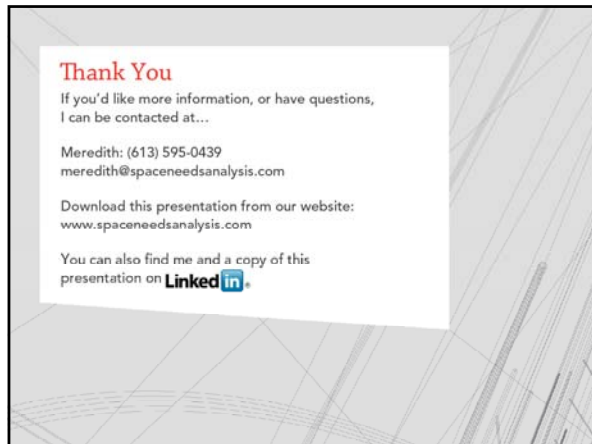 Thank You
If you'd like more information, or have questions,
I can be contacted at...
Meredith: (613) 595-0439
meredith@spaceneedsanalysis.com
Download this presentation from our website:
www.spaceneedsanalysis.com
You can also find me and a copy of this
presentation on Linked in®